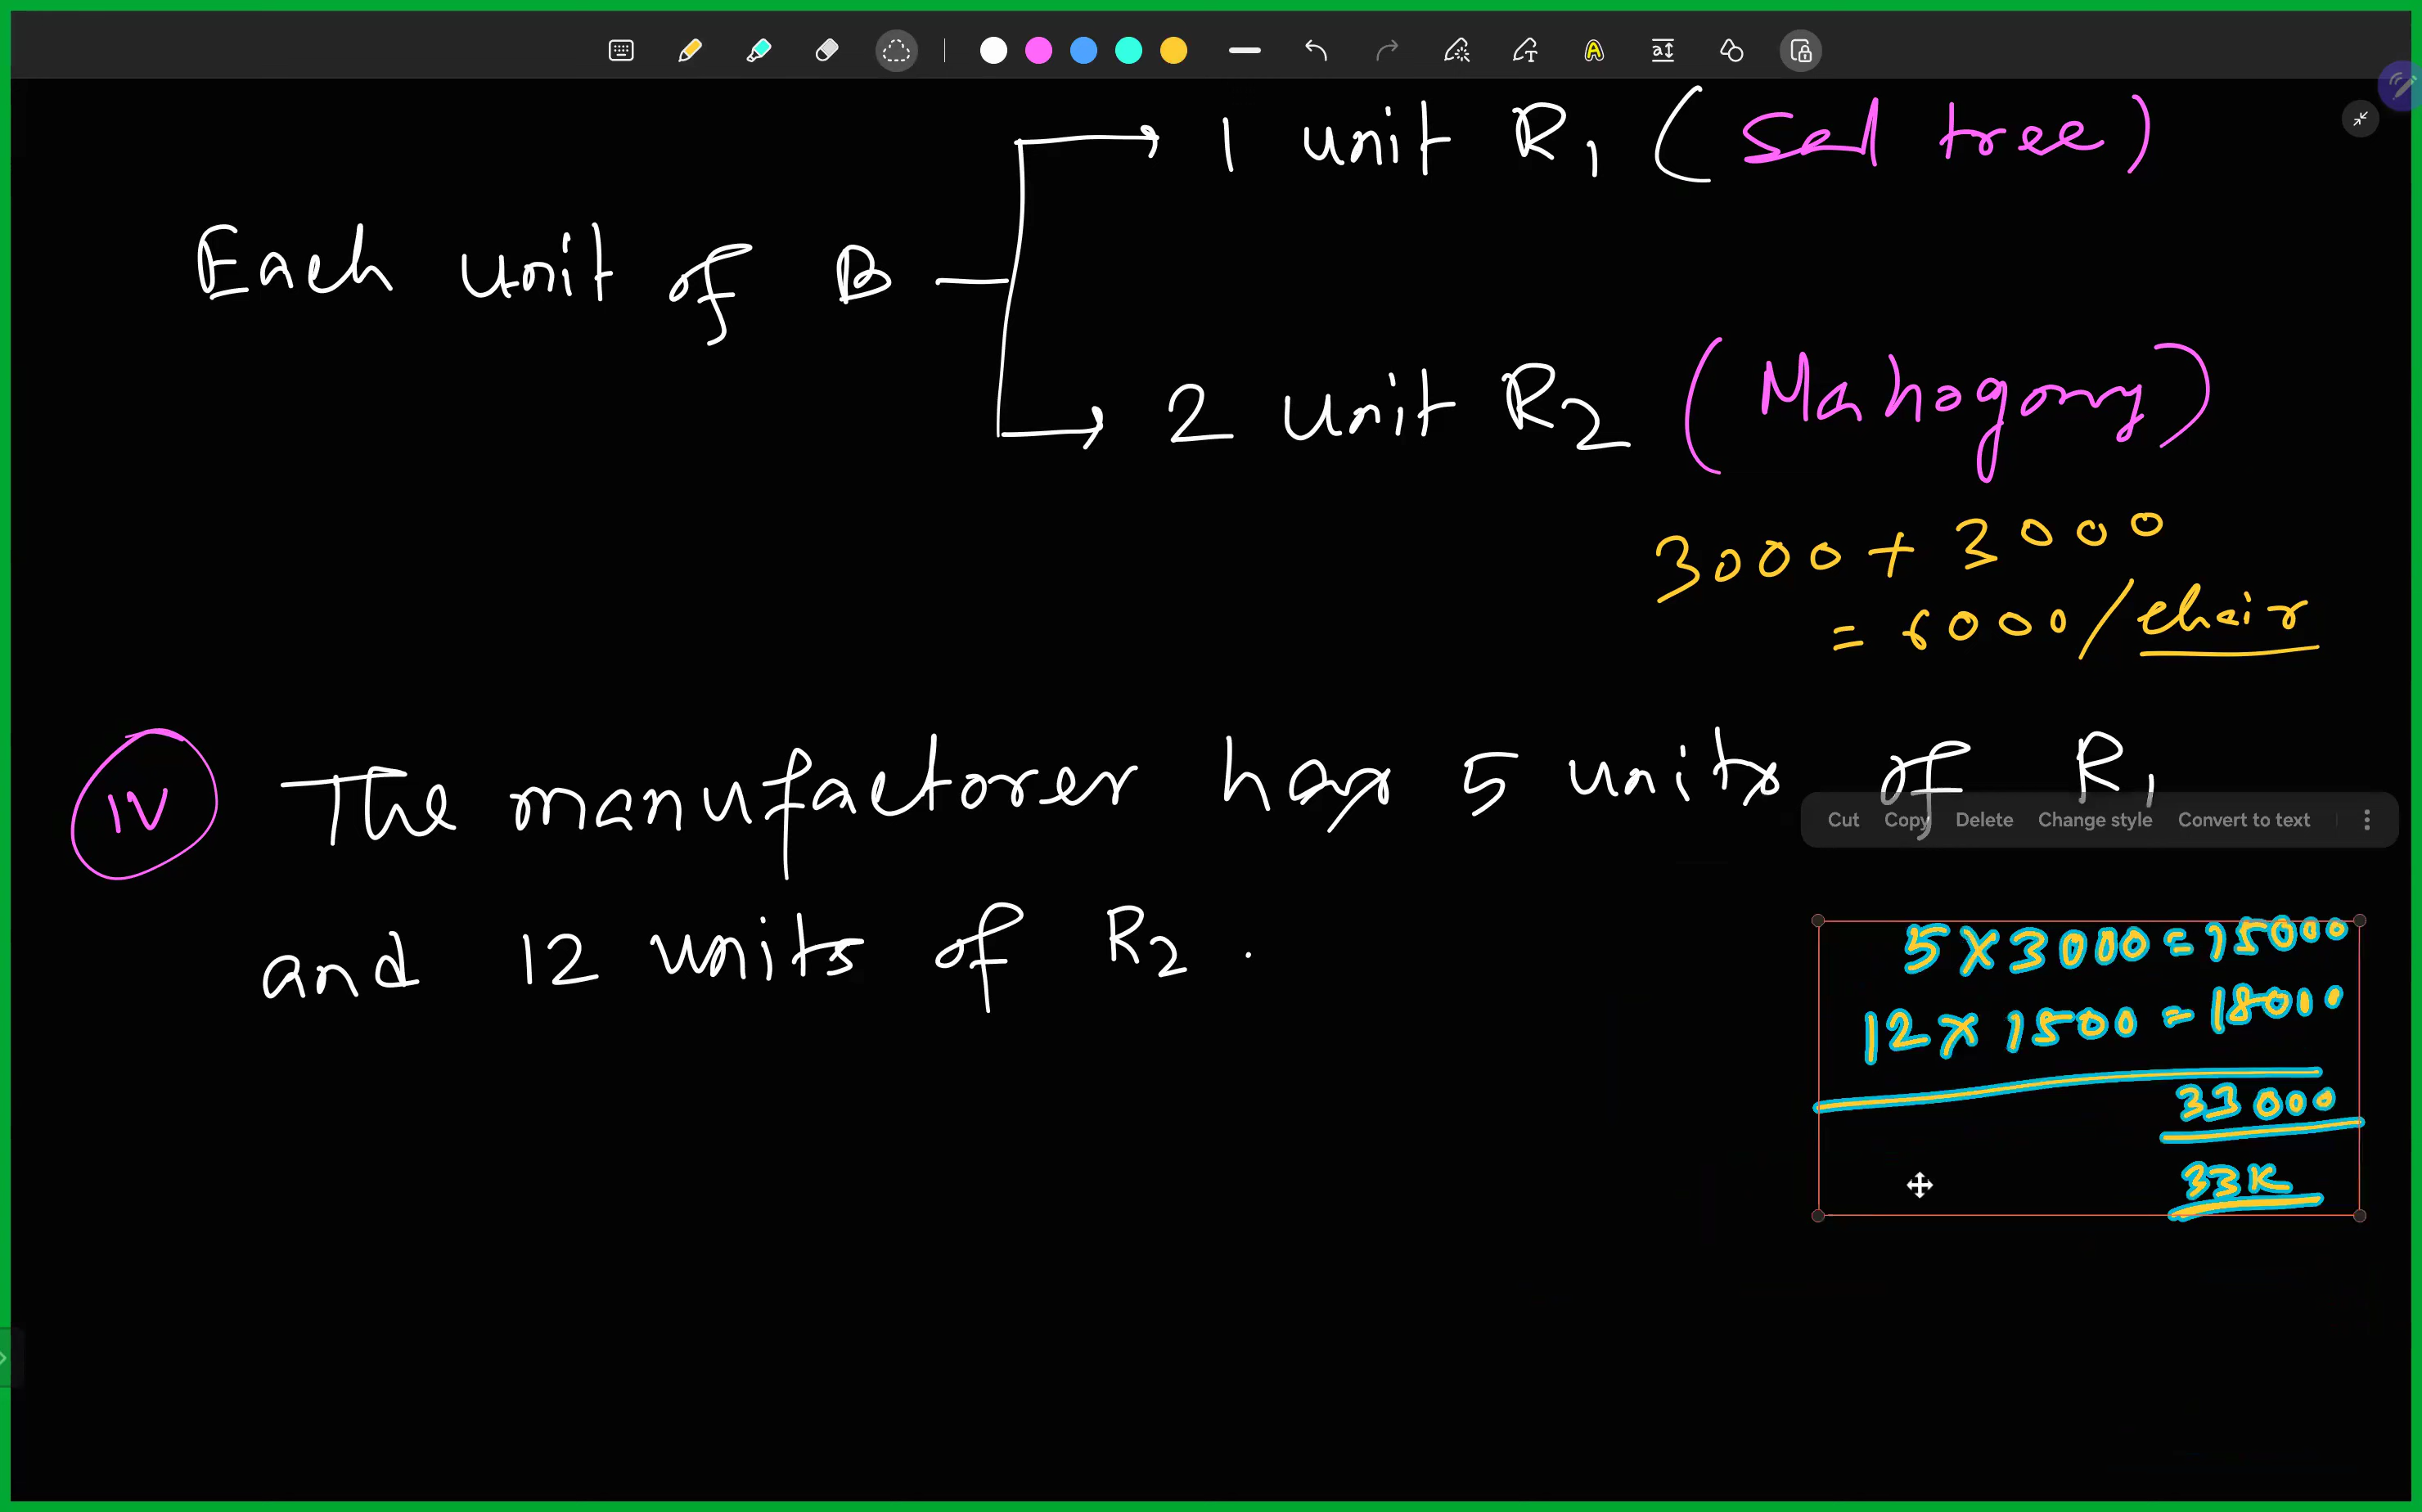 1 unit R1 (Sal tree)
Each unit of B
2 unit R2 (Mahogony)
3000 + 3000
= 6000/chair
IV The manufacturer has 5 units of R1
Cut Copy Delete Change style Convert to text
and 12 units of R2.
5 x 3000 = 15000
12 x 1500 = 18000
33000
33K